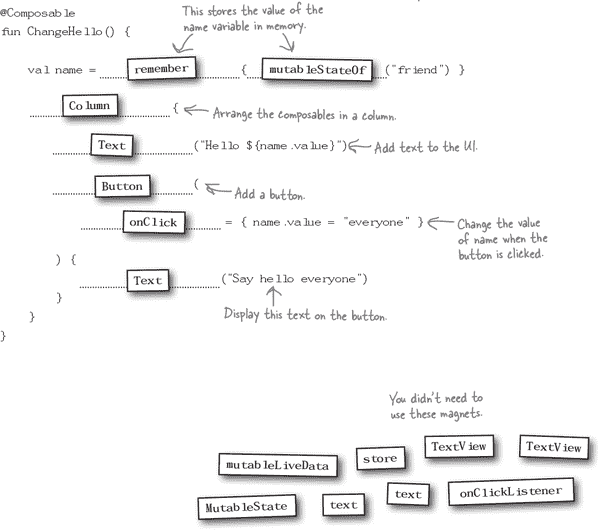 @Composable
This stores the value of the
name variable in memory.
fun ChangeHello() {
val name = remember { mutableStateOf ("friend") }
Column { Arrange the composables in a column.
Text ("Hello ${name.value}") Add text to the UI.
Button ( Add a button.
onClick = { name.value = "everyone" } Change the value
of name when the
button is clicked.
) {
Text ("Say hello everyone")
}
Display this text on the button.
}
}
You didn't need to
use these magnets.
mutableLiveData store TextView TextView
MutableState text text onClickListener